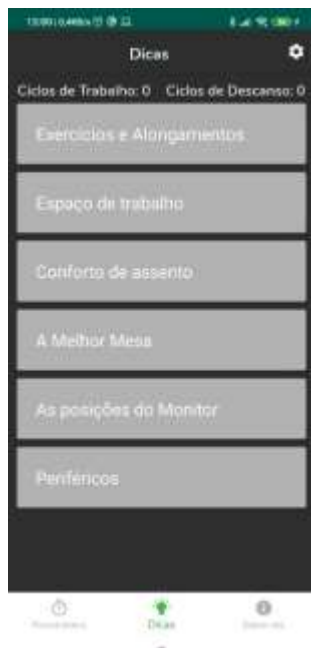 Dicas
Ciclos de Trabalho: 0 Ciclos de Descanso: 0
Exercícios e Alongamentos
Espaço de trabalho
Conforto de assento
A Melhor Mesa
As posições do Monitor
Periféricos
Dicas